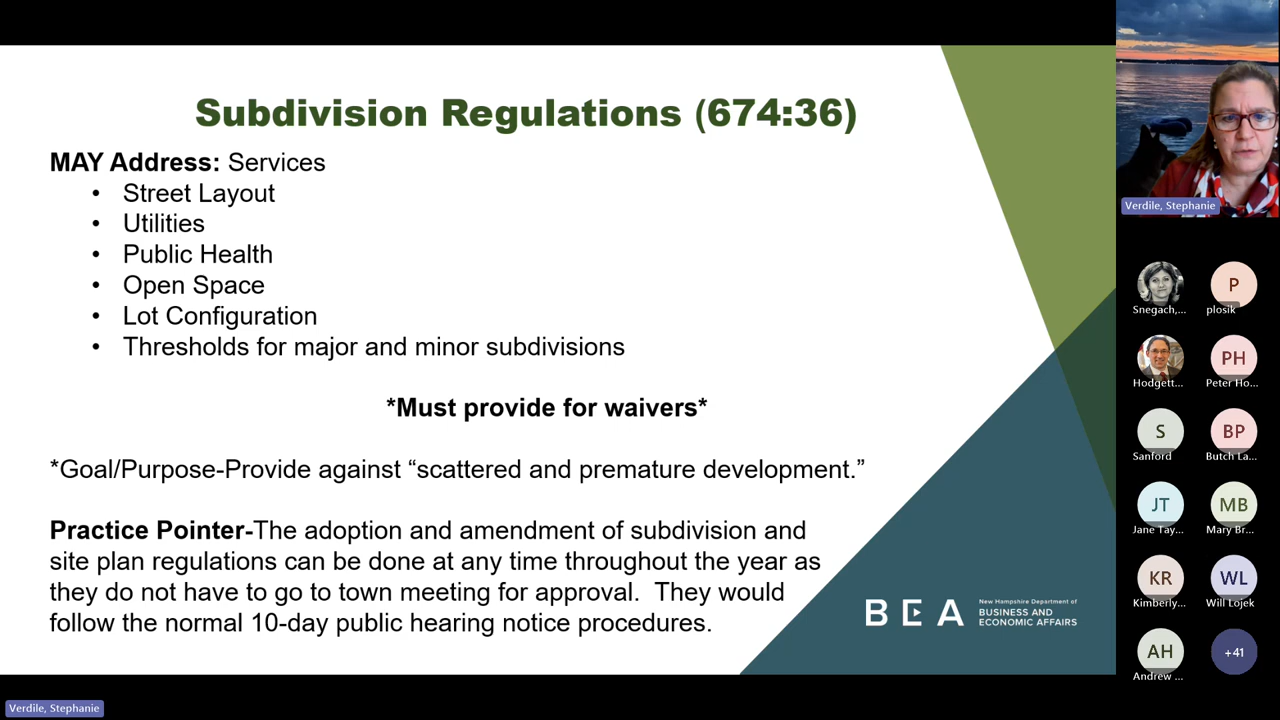 Subdivision Regulations (674:36)
MAY Address: Services
• Street Layout
• Utilities
• Public Health
• Open Space
• Lot Configuration
• Thresholds for major and minor subdivisions
*Must provide for waivers*
*Goal/Purpose-Provide against “scattered and premature development.”
Practice Pointer-The adoption and amendment of subdivision and
site plan regulations can be done at any time throughout the year as
they do not have to go to town meeting for approval.  They would
follow the normal 10-day public hearing notice procedures.
BEA
New Hampshire Department of
BUSINESS AND
ECONOMIC AFFAIRS
Verdile, Stephanie
Snegach,...
P
plosik
Hodgett...
PH
Peter Ho...
S
Sanford
BP
Butch La...
JT
Jane Tay...
MB
Mary Br...
KR
Kimberly...
WL
Will Lojek
AH
Andrew ...
+41
Verdile, Stephanie